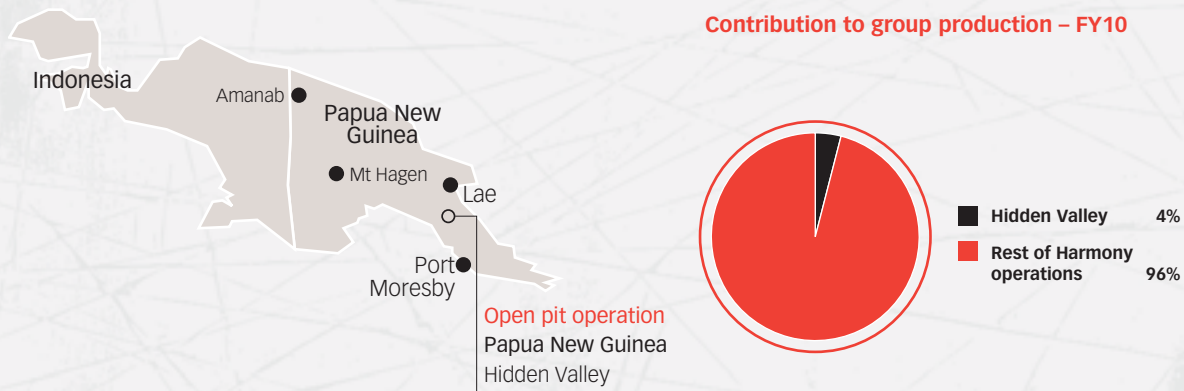 Contribution to group production – FY10
Indonesia
Amanab
Papua New
Guinea
Mt Hagen
Lae
Port
Moresby
Open pit operation
Papua New Guinea
Hidden Valley
Hidden Valley 4%
Rest of Harmony
operations 96%